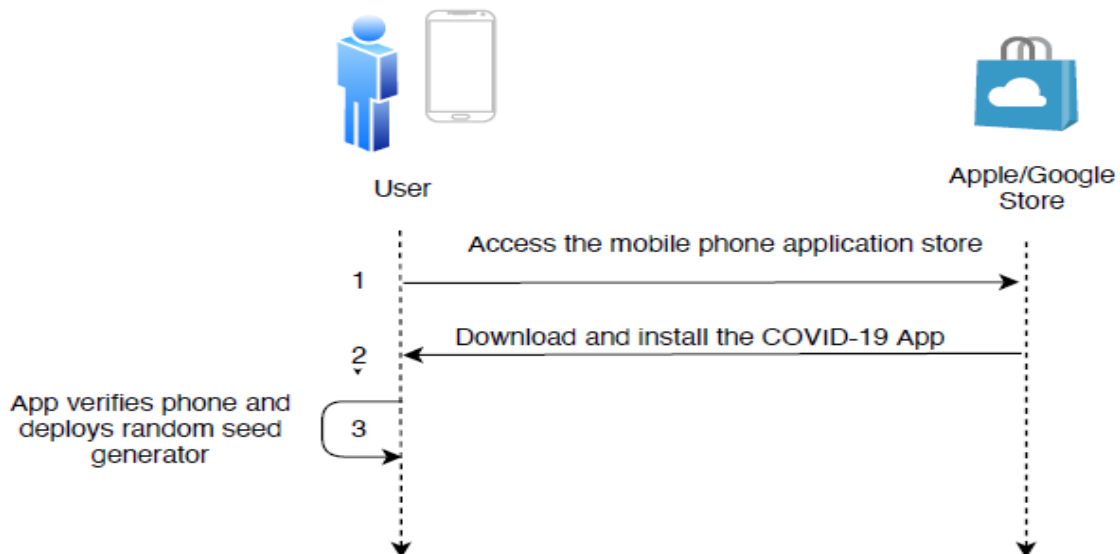 User
Apple/Google
Store
Access the mobile phone application store
1
Download and install the COVID-19 App
2
App verifies phone and
deploys random seed
generator
3